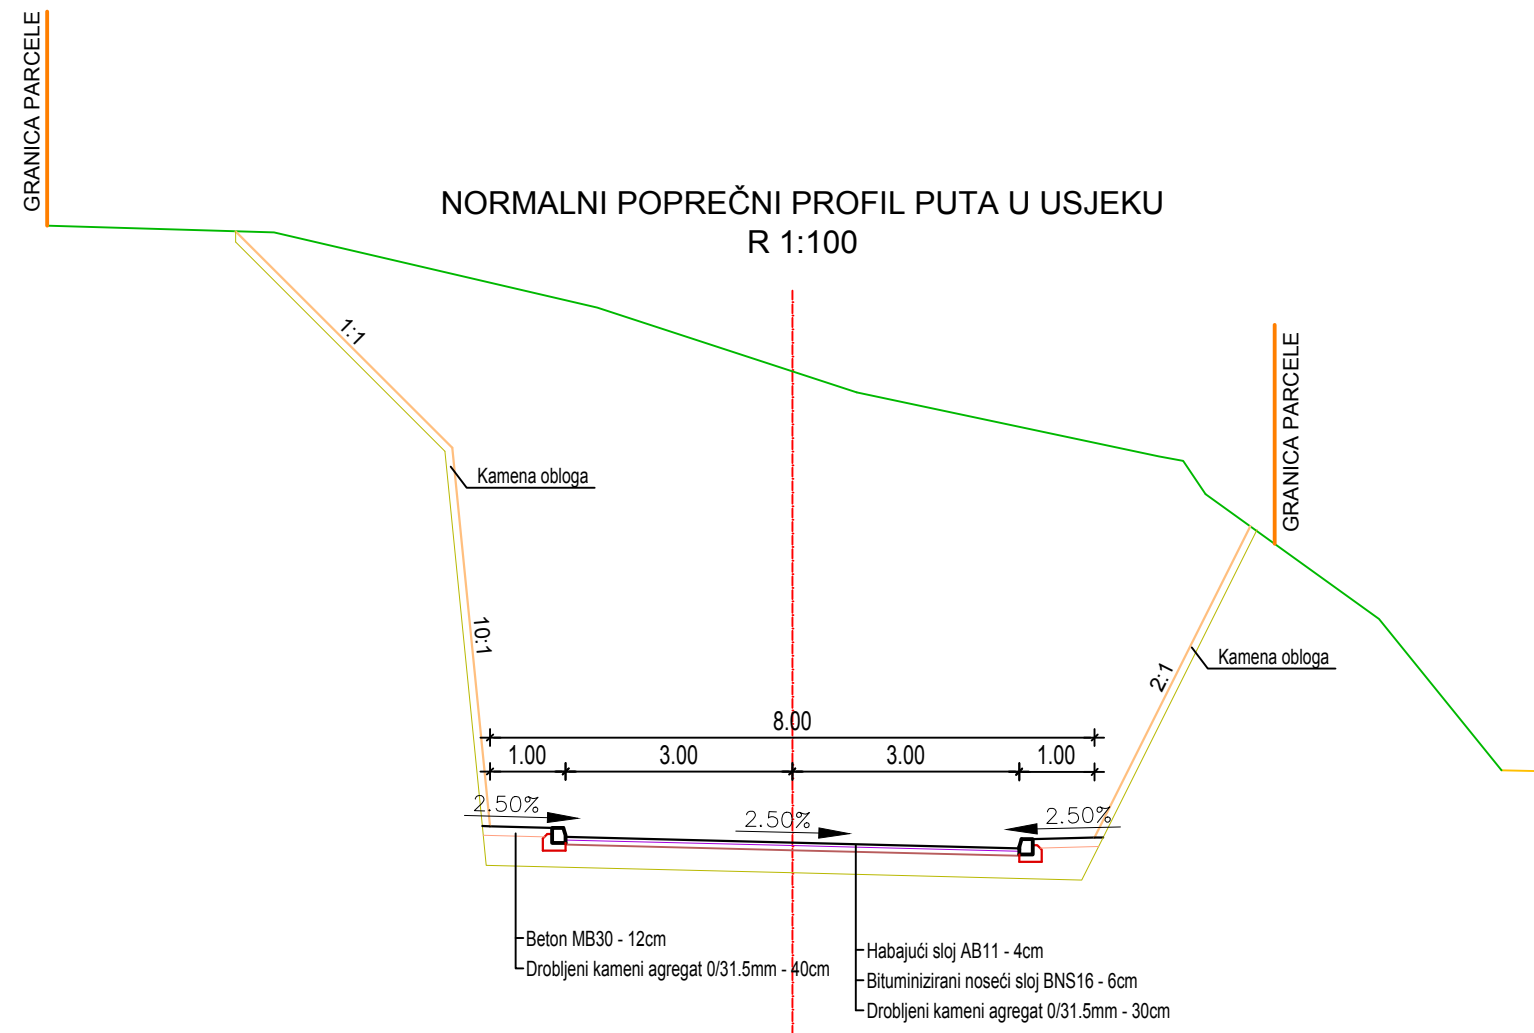 GRANICA PARCELE
NORMALNI POPREČNI PROFIL PUTA U USJEKU
R 1:100
1:1
GRANICA PARCELE
Kamena obloga
10:1
Kamena obloga
2:1
8.00
1.00
3.00
3.00
1.00
2.50%
2.50%
2.50%
Beton MB30 - 12cm
Drobljeni kameni agregat 0/31.5mm - 40cm
Habajući sloj AB11 - 4cm
Bituminizirani noseći sloj BNS16 - 6cm
Drobljeni kameni agregat 0/31.5mm - 30cm